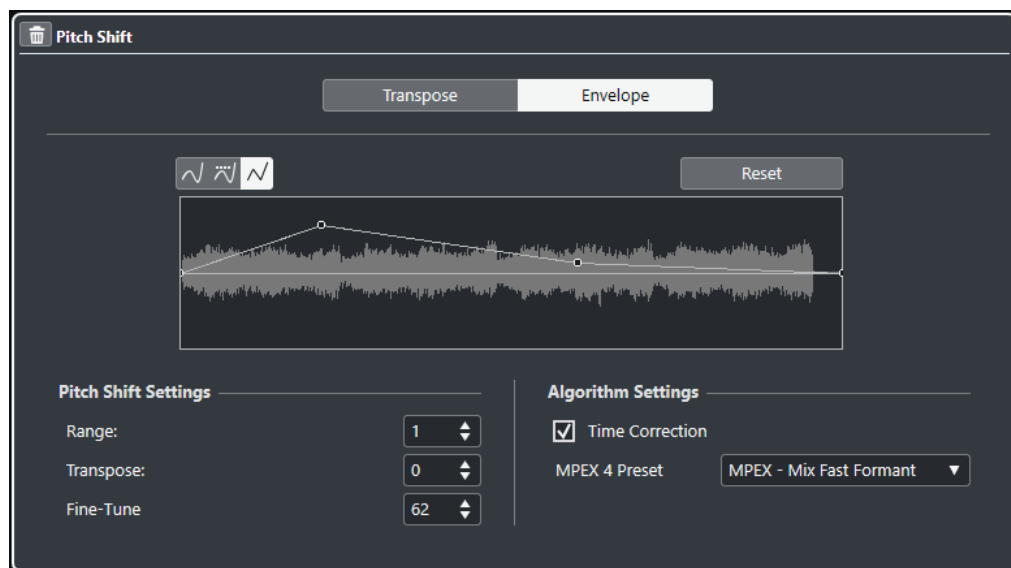 Pitch Shift
Transpose Envelope
Reset
Pitch Shift Settings
Range: 1
Transpose: 0
Fine-Tune 62
Algorithm Settings
Time Correction
MPEX 4 Preset MPEX - Mix Fast Formant